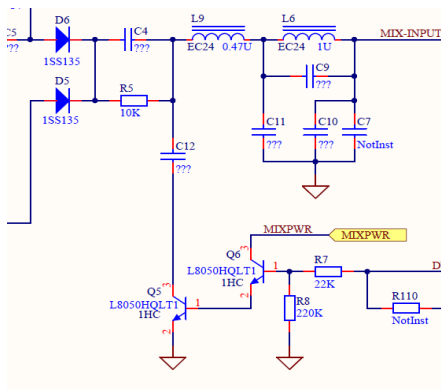 D6
C4
L9
L6
C5
???
1SS135
???
EC24
0.47U
EC24
1U
MIX-INPUT
D5
R5
C9
???
1SS135
10K
C11
???
C10
???
C7
NotInst
C12
???
MIXPWR
MIXPWR
Q6
3
L8050HQLT1
1HC
1
2
R7
22K
D
Q5
3
L8050HQLT1
1HC
1
2
R8
220K
R110
NotInst